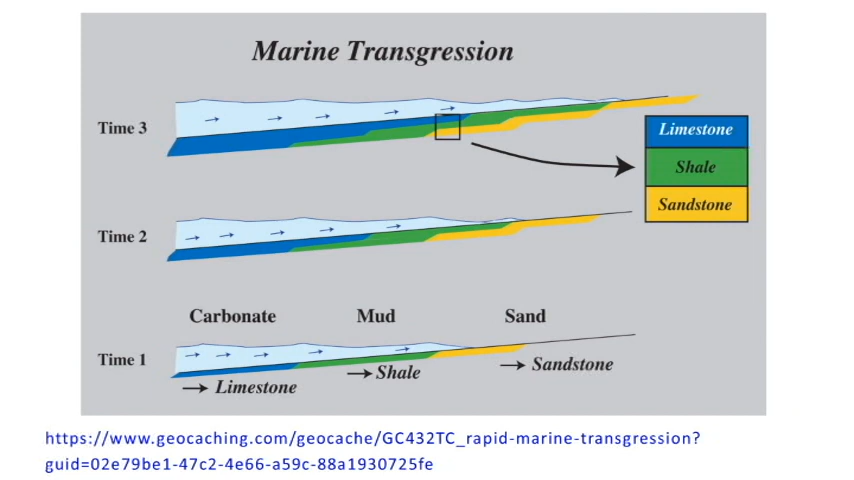 Marine Transgression
Time 3
Limestone
Shale
Sandstone
Time 2
Carbonate Mud Sand
Time 1
Sandstone
Shale
Limestone
https://www.geocaching.com/geocache/GC432TC_rapid-marine-transgression?
guid=02e79be1-47c2-4e66-a59c-88a1930725fe